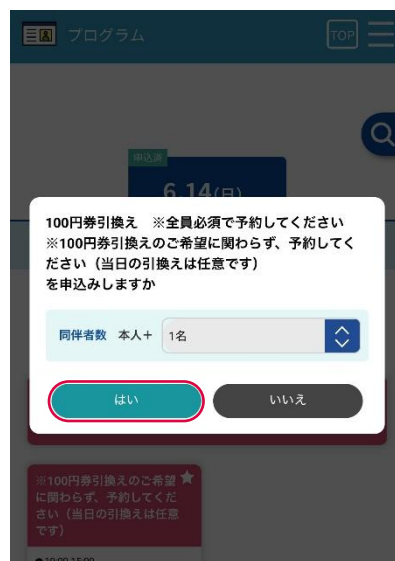 プログラム
TOP
申込済
6.14(日)
100円券引換え　※全員必須で予約してください
※100円券引換えのご希望に関わらず、予約してく
ださい（当日の引換えは任意です）
を申込みしますか
同伴者数 本人＋ 1名
はい
いいえ
※100円券引換えのご希望
に関わらず、予約してくだ
さい（当日の引換えは任意
です）